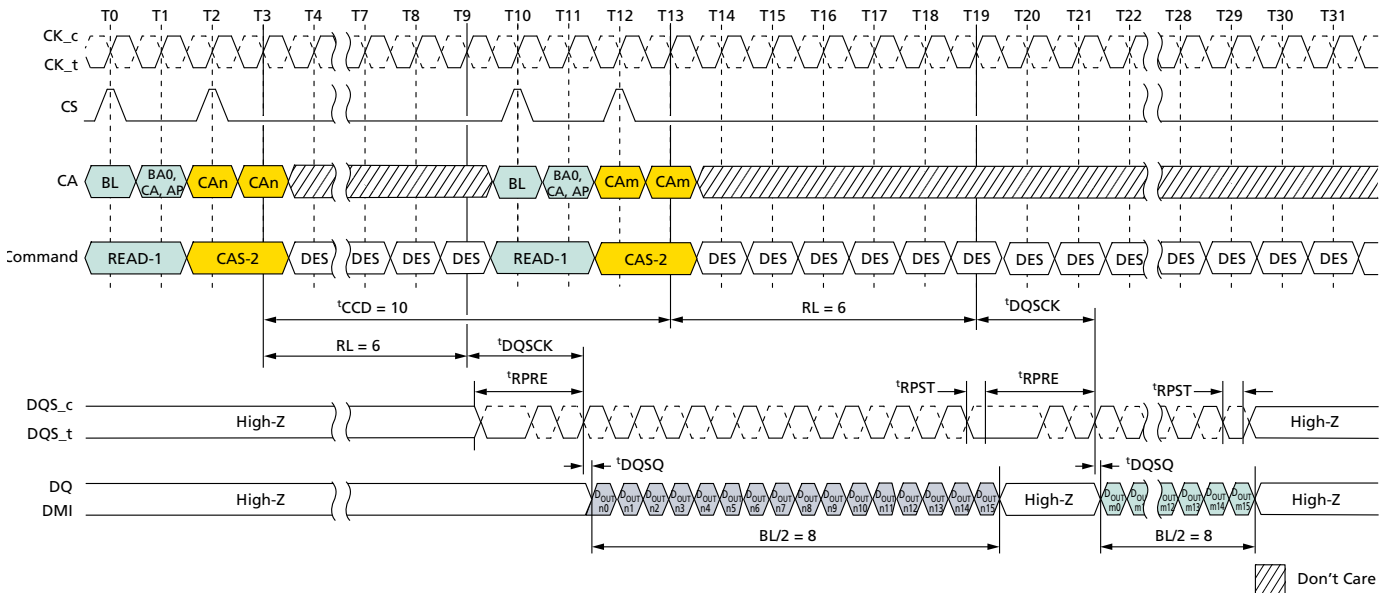 T0 T1 T2 T3 T4 T7 T8 T9 T10 T11 T12 T13 T14 T15 T16 T17 T18 T19 T20 T21 T22 T28 T29 T30 T31
CK_c
CK_t
CS
CA BL BA0, CA, AP CAn CAn BL BA0, CA, AP CAm CAm
Command READ-1 CAS-2 DES DES DES DES READ-1 CAS-2 DES DES DES DES DES DES DES DES DES DES DES DES DES
tCCD = 10 RL = 6 tDQSCK
RL = 6 tDQSCK
tRPRE tRPST tRPRE tRPST
DQS_c
DQS_t
High-Z High-Z
tDQSQ tDQSQ
DQ
DMI
High-Z DOUT n0 DOUT n1 DOUT n2 DOUT n3 DOUT n4 DOUT n5 DOUT n6 DOUT n7 DOUT n8 DOUT n9 DOUT n10 DOUT n11 DOUT n12 DOUT n13 DOUT n14 DOUT n15 High-Z DOUT m0 DOUT m12 DOUT m13 DOUT m14 DOUT m15 High-Z
BL/2 = 8 BL/2 = 8
Don't Care